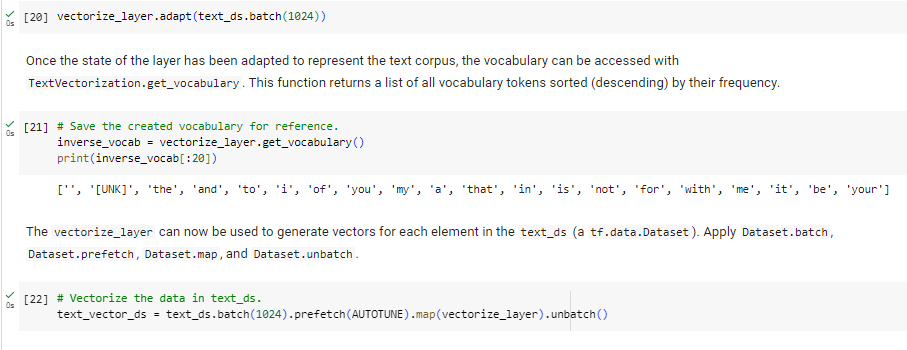 [20] vectorize_layer.adapt(text_ds.batch(1024))
0s
Once the state of the layer has been adapted to represent the text corpus, the vocabulary can be accessed with
TextVectorization.get_vocabulary. This function returns a list of all vocabulary tokens sorted (descending) by their frequency.
[21] # Save the created vocabulary for reference.
0s
inverse_vocab = vectorize_layer.get_vocabulary()
print(inverse_vocab[:20])
['', '[UNK]', 'the', 'and', 'to', 'i', 'of', 'you', 'my', 'a', 'that', 'in', 'is', 'not', 'for', 'with', 'me', 'it', 'be', 'your']
The vectorize_layer can now be used to generate vectors for each element in the text_ds (a tf.data.Dataset). Apply Dataset.batch,
Dataset.prefetch, Dataset.map, and Dataset.unbatch.
[22] # Vectorize the data in text_ds.
0s
text_vector_ds = text_ds.batch(1024).prefetch(AUTOTUNE).map(vectorize_layer).unbatch()